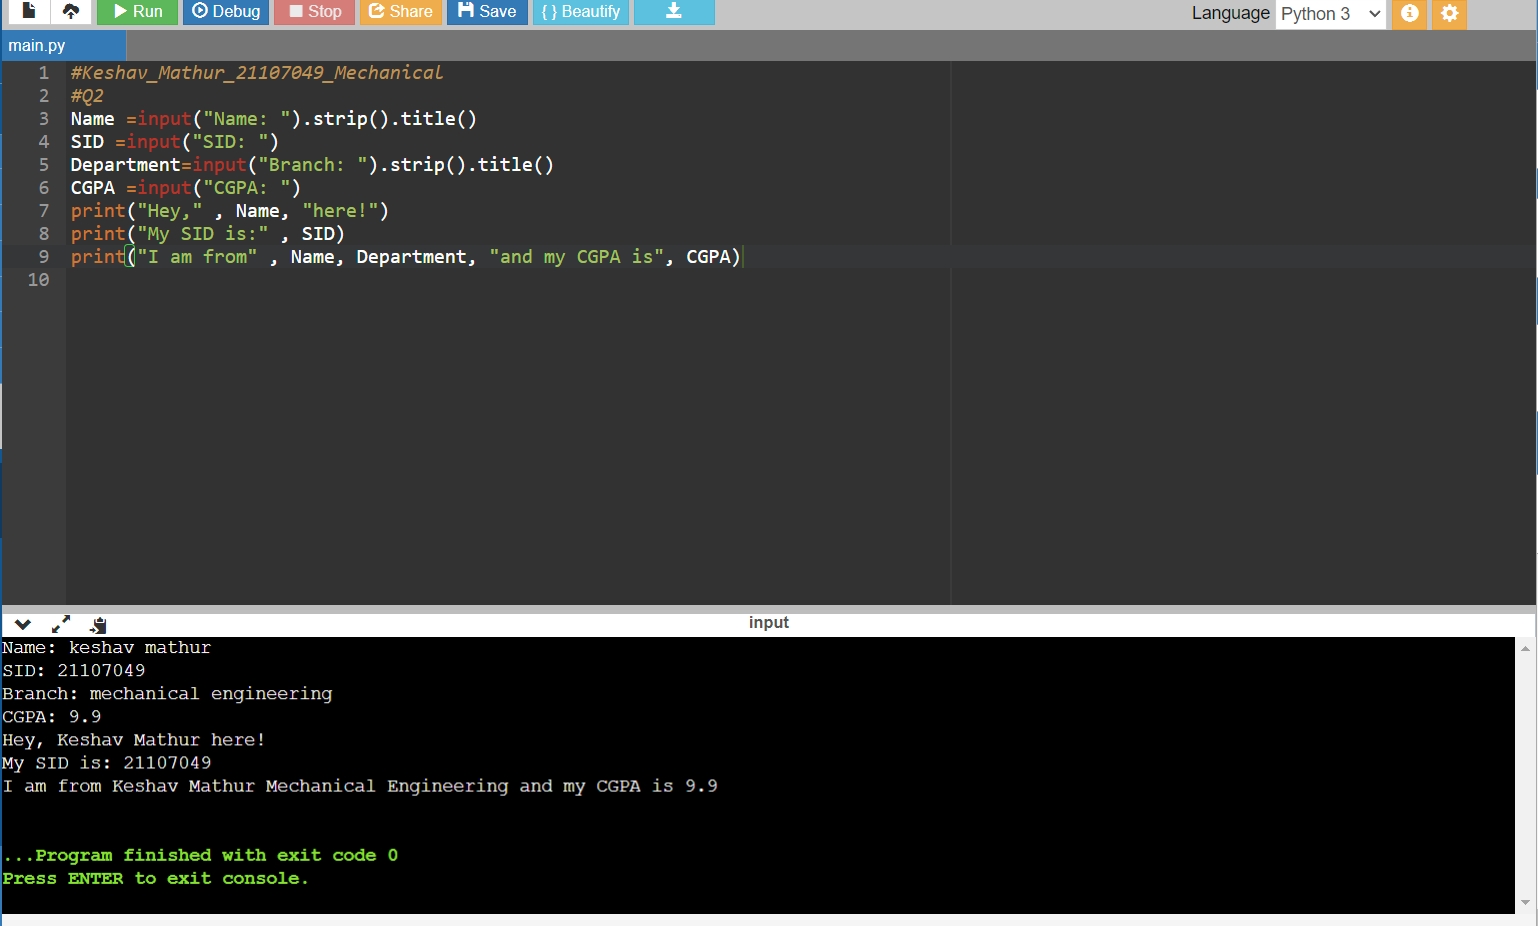 Run Debug Stop Share Save { } Beautify Language Python 3
main.py
1 #Keshav_Mathur_21107049_Mechanical
2 #Q2
3 Name =input("Name: ").strip().title()
4 SID =input("SID: ")
5 Department=input("Branch: ").strip().title()
6 CGPA =input("CGPA: ")
7 print("Hey," , Name, "here!")
8 print("My SID is:" , SID)
9 print("I am from" , Name, Department, "and my CGPA is", CGPA)
10
input
Name: keshav mathur
SID: 21107049
Branch: mechanical engineering
CGPA: 9.9
Hey, Keshav Mathur here!
My SID is: 21107049
I am from Keshav Mathur Mechanical Engineering and my CGPA is 9.9
...Program finished with exit code 0
Press ENTER to exit console.